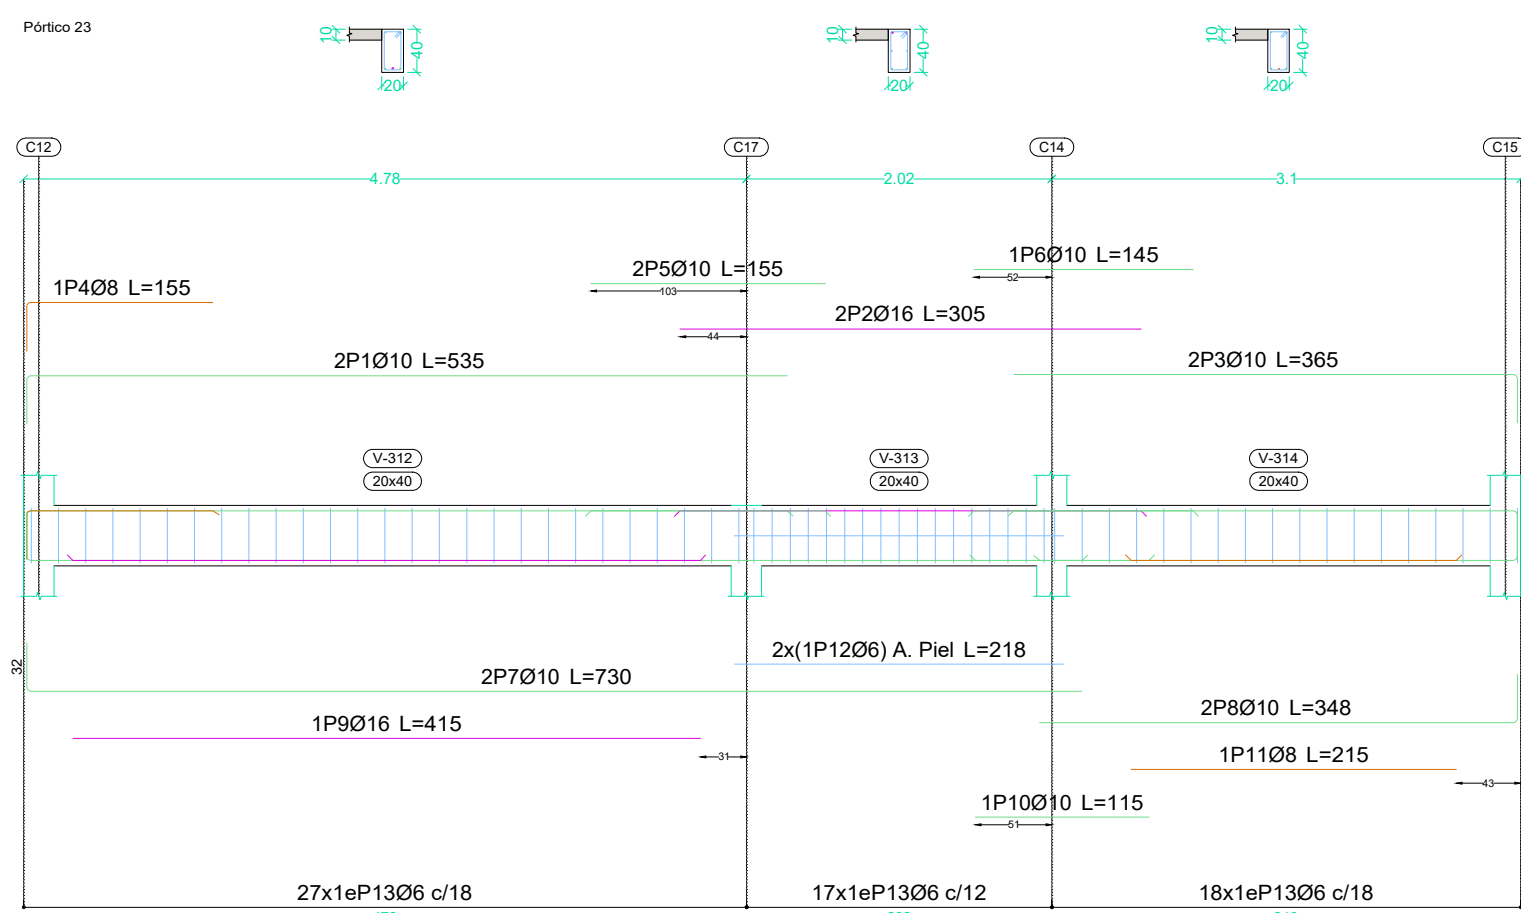 Pórtico 23
10
40
20
10
40
20
10
40
20
C12
C17
C14
C15
4.78
2.02
3.1
1P6Ø10 L=145
52
2P5Ø10 L=155
103
1P4Ø8 L=155
2P2Ø16 L=305
44
2P1Ø10 L=535
2P3Ø10 L=365
V-312
20x40
V-313
20x40
V-314
20x40
2x(1P12Ø6) A. Piel L=218
32
2P7Ø10 L=730
2P8Ø10 L=348
1P9Ø16 L=415
31
1P11Ø8 L=215
43
1P10Ø10 L=115
51
27x1eP13Ø6 c/18
17x1eP13Ø6 c/12
18x1eP13Ø6 c/18